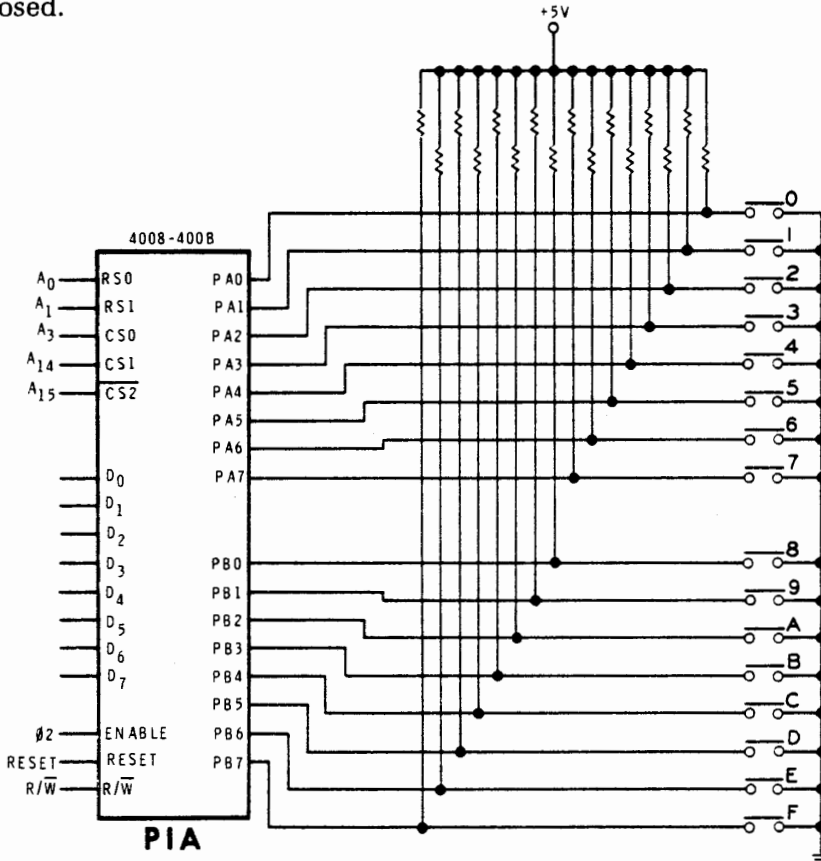 osed.
+5V
4008-400B
A0 RS0 PA0 0
A1 RS1 PA1 1
A3 CS0 PA2 2
A14 CS1 PA3 3
A15 CS2 PA4 4
PA5 5
PA6 6
D0 PA7 7
D1
D2
D3 PB0 8
D4 PB1 9
D5 PB2 A
D6 PB3 B
D7 PB4 C
PB5 D
ø2 ENABLE PB6 E
RESET RESET PB7 F
R/W R/W
PIA